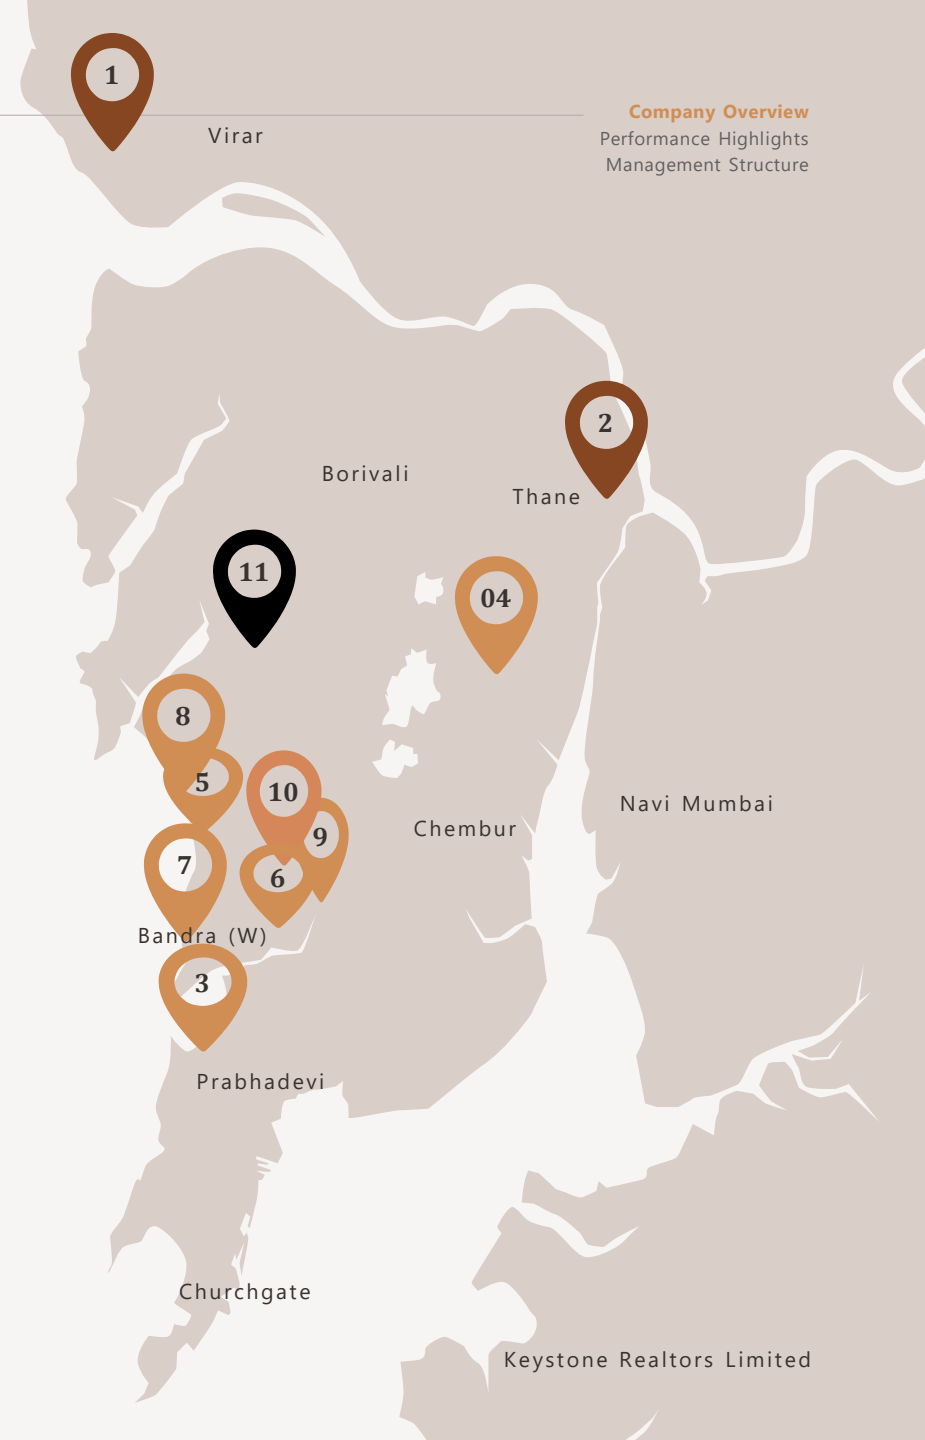 1
Company Overview
Virar
Performance Highlights
Management Structure
2
Borivali
Thane
11
04
8
5
10
Navi Mumbai
Chembur
9
7
6
Bandra (W)
3
Prabhadevi
Churchgate
Keystone Realtors Limited